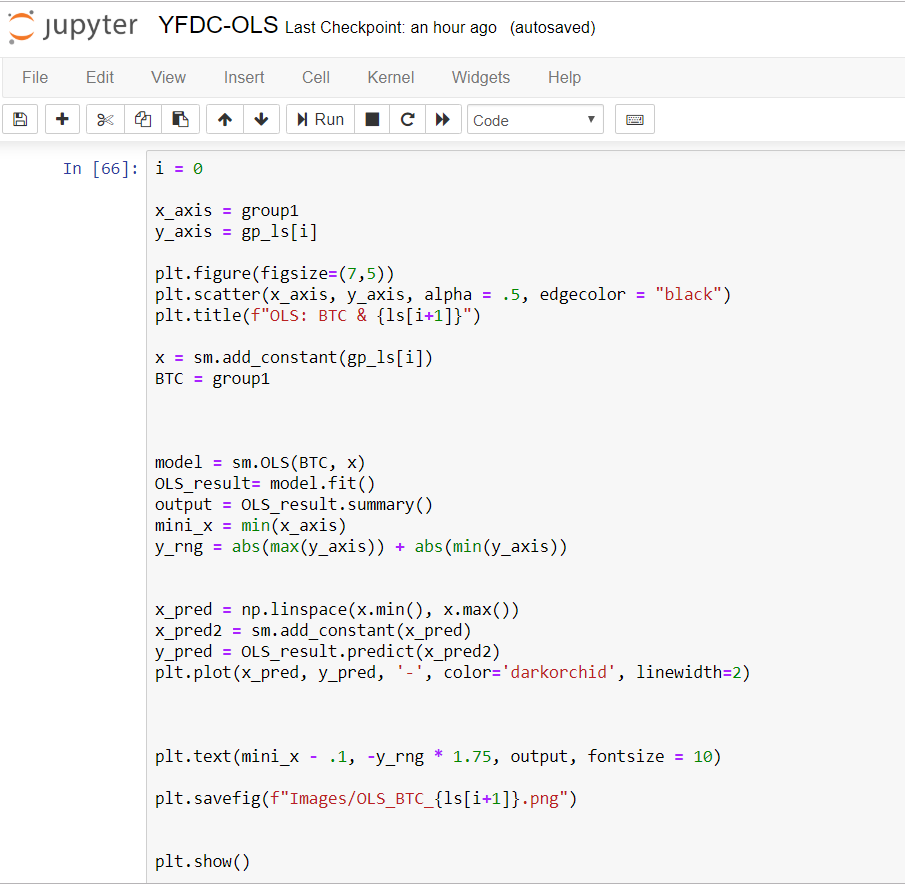 jupyter YFDC-OLS Last Checkpoint: an hour ago (autosaved)
File Edit View Insert Cell Kernel Widgets Help
Run Code
In [66]: i = 0
x_axis = group1
y_axis = gp_ls[i]
plt.figure(figsize=(7,5))
plt.scatter(x_axis, y_axis, alpha = .5, edgecolor = "black")
plt.title(f"OLS: BTC & {ls[i+1]}")
x = sm.add_constant(gp_ls[i])
BTC = group1
model = sm.OLS(BTC, x)
OLS_result= model.fit()
output = OLS_result.summary()
mini_x = min(x_axis)
y_rng = abs(max(y_axis)) + abs(min(y_axis))
x_pred = np.linspace(x.min(), x.max())
x_pred2 = sm.add_constant(x_pred)
y_pred = OLS_result.predict(x_pred2)
plt.plot(x_pred, y_pred, '-', color='darkorchid', linewidth=2)
plt.text(mini_x - .1, -y_rng * 1.75, output, fontsize = 10)
plt.savefig(f"Images/OLS_BTC_{ls[i+1]}.png")
plt.show()